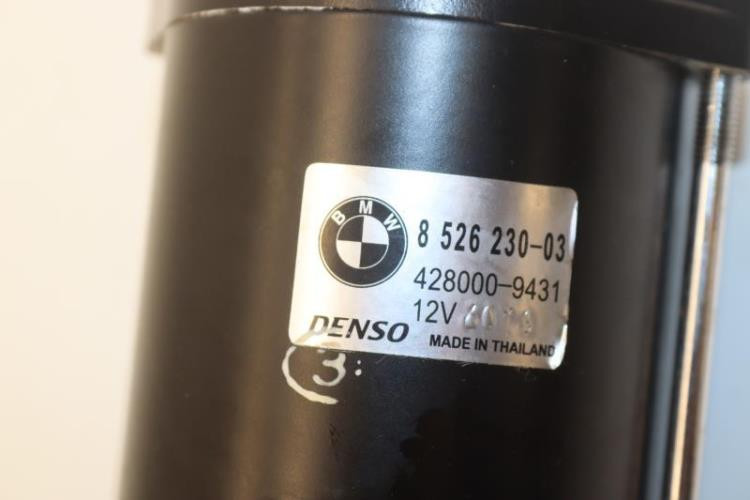 BMW
8 526 230-03
428000-9431
12V
DENSO
MADE IN THAILAND
3: